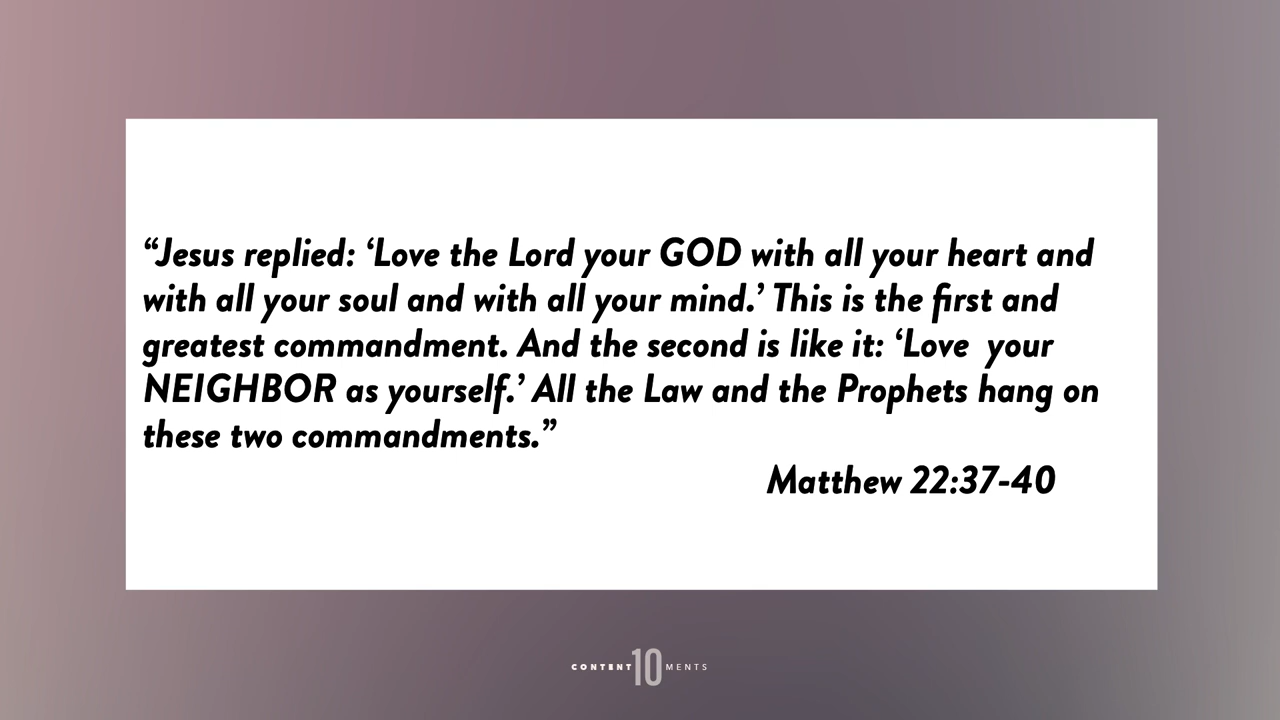 “Jesus replied: ‘Love the Lord your GOD with all your heart and
with all your soul and with all your mind.’ This is the first and
greatest commandment. And the second is like it: ‘Love  your
NEIGHBOR as yourself.’ All the Law and the Prophets hang on
these two commandments.”
Matthew 22:37-40
CONTENT10MENTS